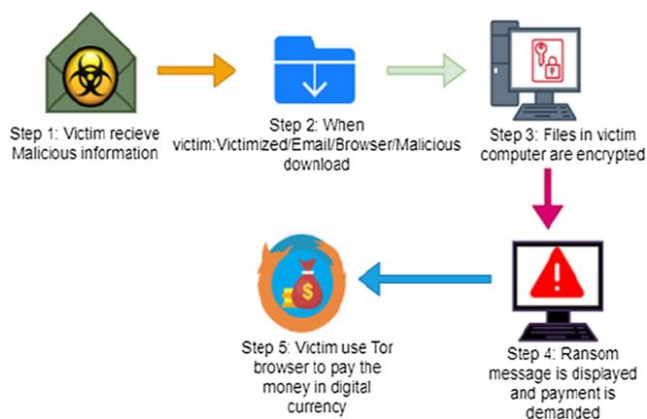 Step 1: Victim recieve
Malicious information
Step 2: When
victim:Victimized/Email/Browser/Malicious
download
Step 3: Files in victim
computer are encrypted
Step 4: Ransom
message is displayed
and payment is
demanded
Step 5: Victim use Tor
browser to pay the
money in digital
currency